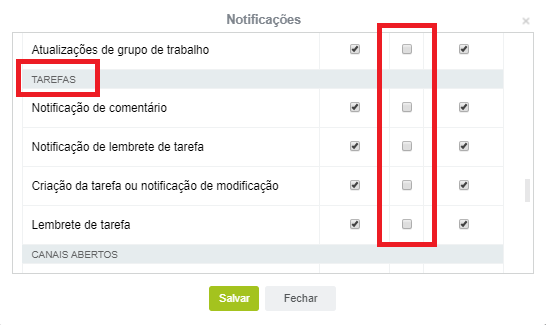 Notificações
×
Atualizações de grupo de trabalho
TAREFAS
Notificação de comentário
Notificação de lembrete de tarefa
Criação da tarefa ou notificação de modificação
Lembrete de tarefa
CANAIS ABERTOS
Salvar
Fechar